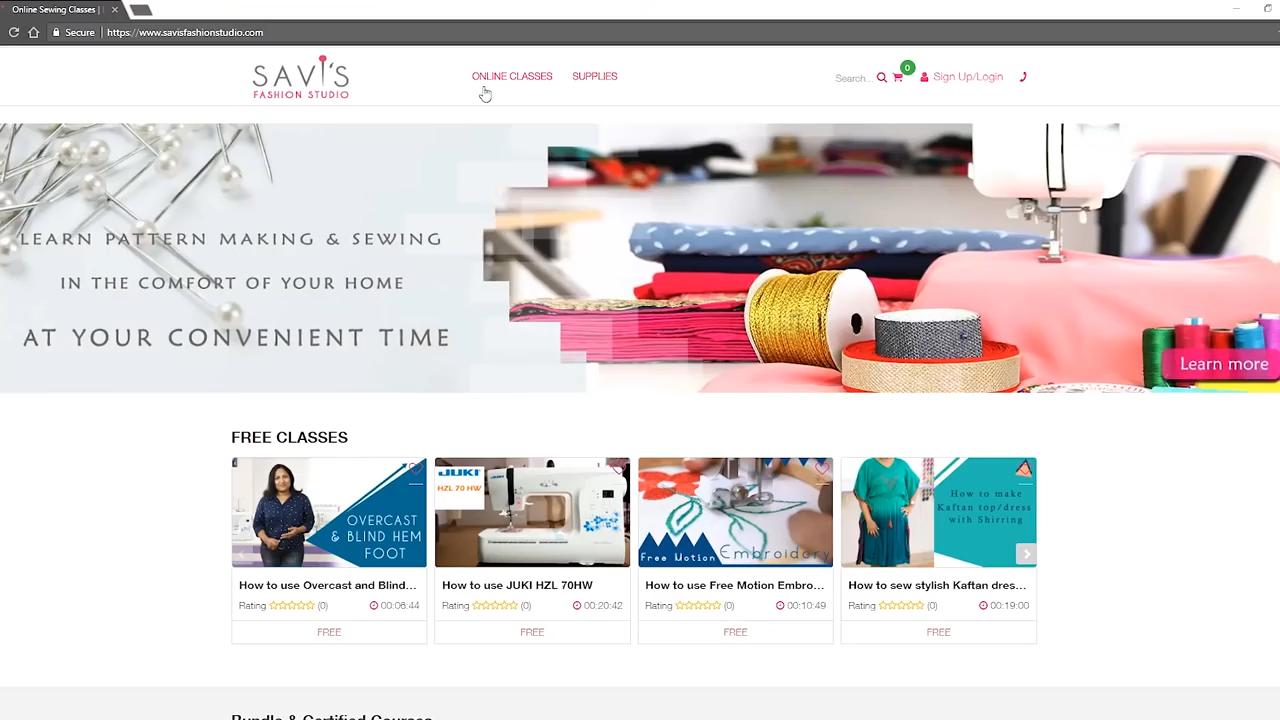 Online Sewing Classes |
Secure | https://www.savisfashionstudio.com
SAVI'S
FASHION STUDIO
ONLINE CLASSES
SUPPLIES
Search...
0
Sign Up/Login
LEARN PATTERN MAKING & SEWING
IN THE COMFORT OF YOUR HOME
AT YOUR CONVENIENT TIME
Learn more
FREE CLASSES
OVERCAST
& BLIND HEM
FOOT
JUKI
HZL 70 HW
Free Motion Embroidery
How to make
Kaftan top/dress
with Shirring
How to use Overcast and Blind...
How to use JUKI HZL 70HW
How to use Free Motion Embro...
How to sew stylish Kaftan dres...
Rating (0) 00:06:44
Rating (0) 00:20:42
Rating (0) 00:10:49
Rating (0) 00:19:00
FREE
FREE
FREE
FREE
Bundle & Certified Courses